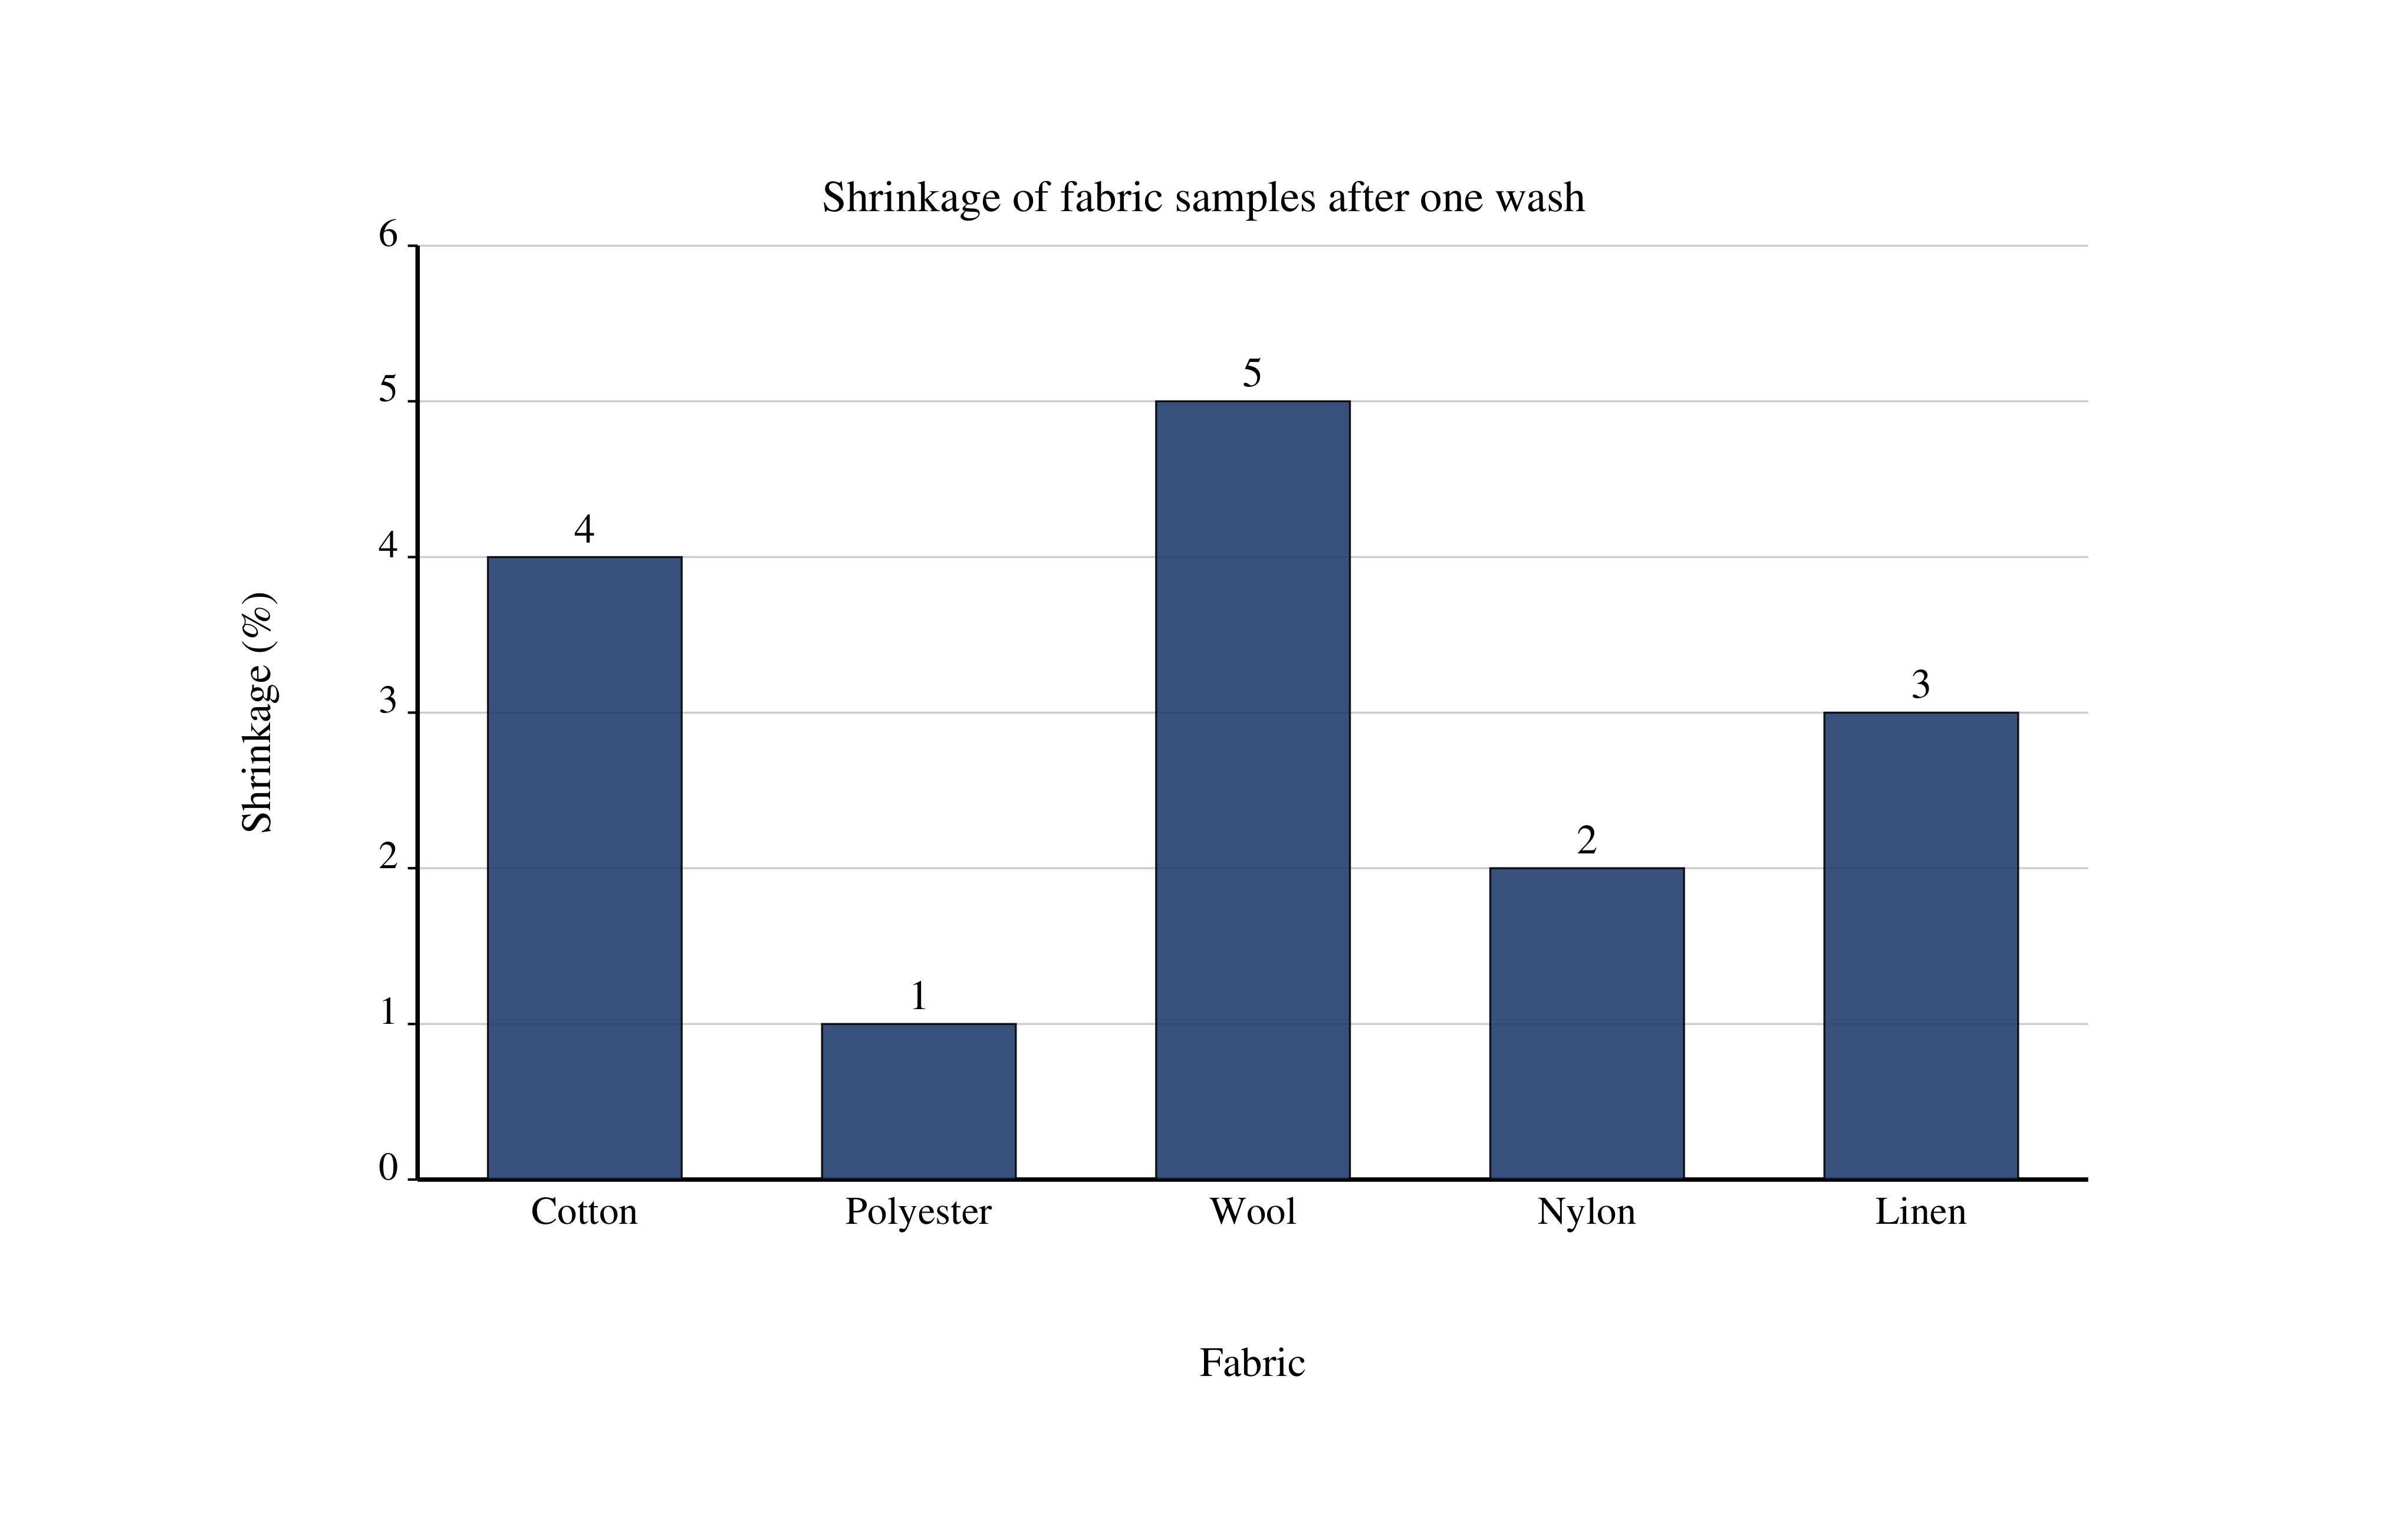 Shrinkage of fabric samples after one wash
6
5
4
3
2
1
0
Shrinkage (%)
4
1
5
2
3
Cotton
Polyester
Wool
Nylon
Linen
Fabric